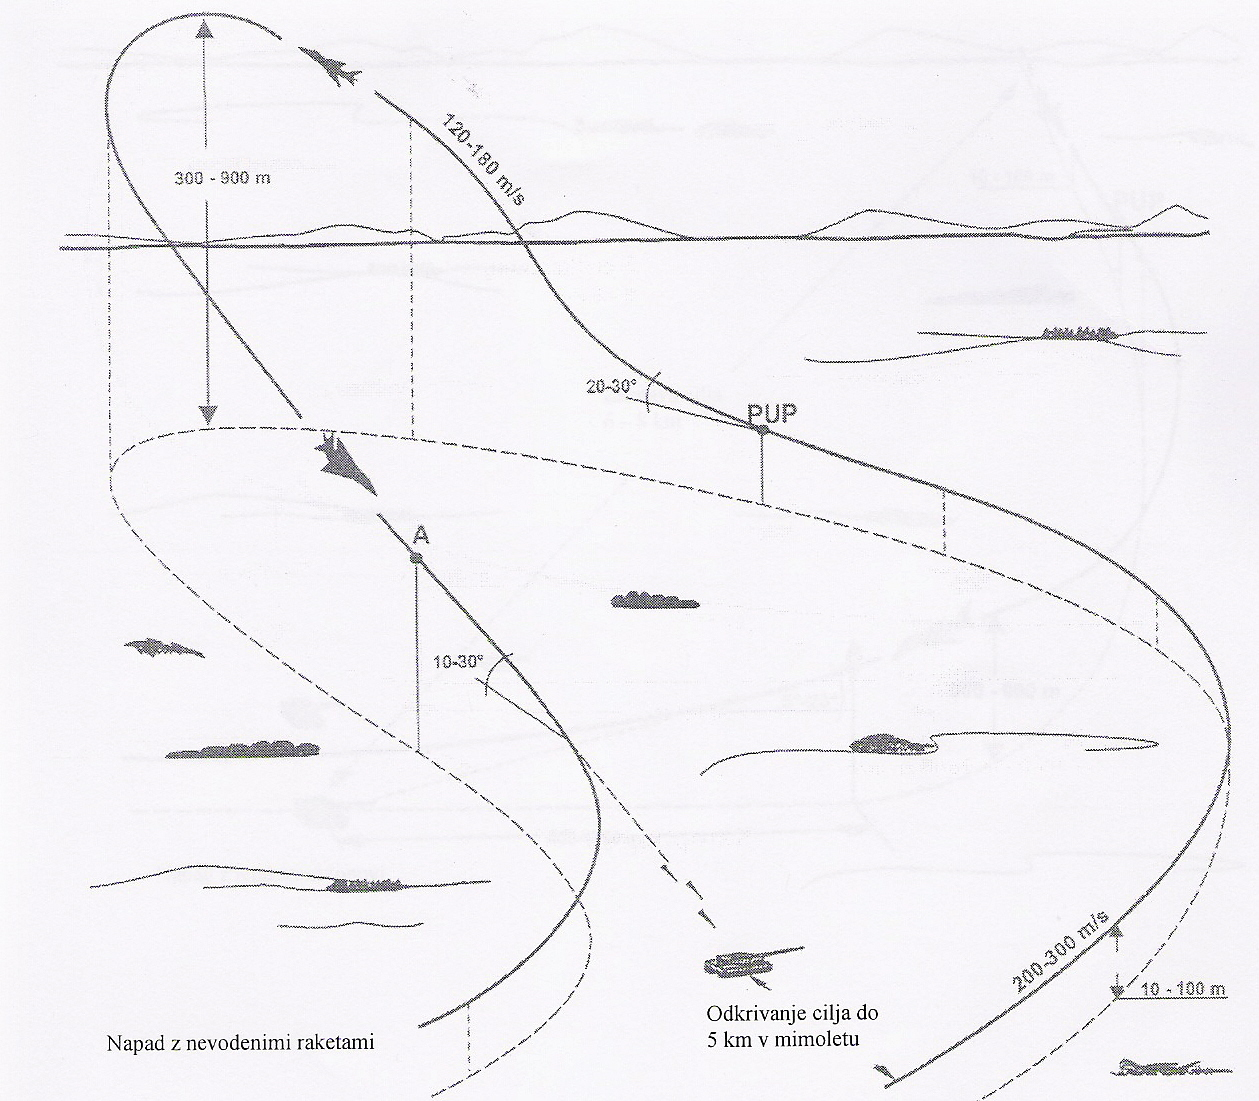 120-180 m/s
300 - 900 m
20-30°
PUP
A
10-30°
200-300 m/s
10 - 100 m
Odkrivanje cilja do
5 km v mimoletu
Napad z nevodenimi raketami